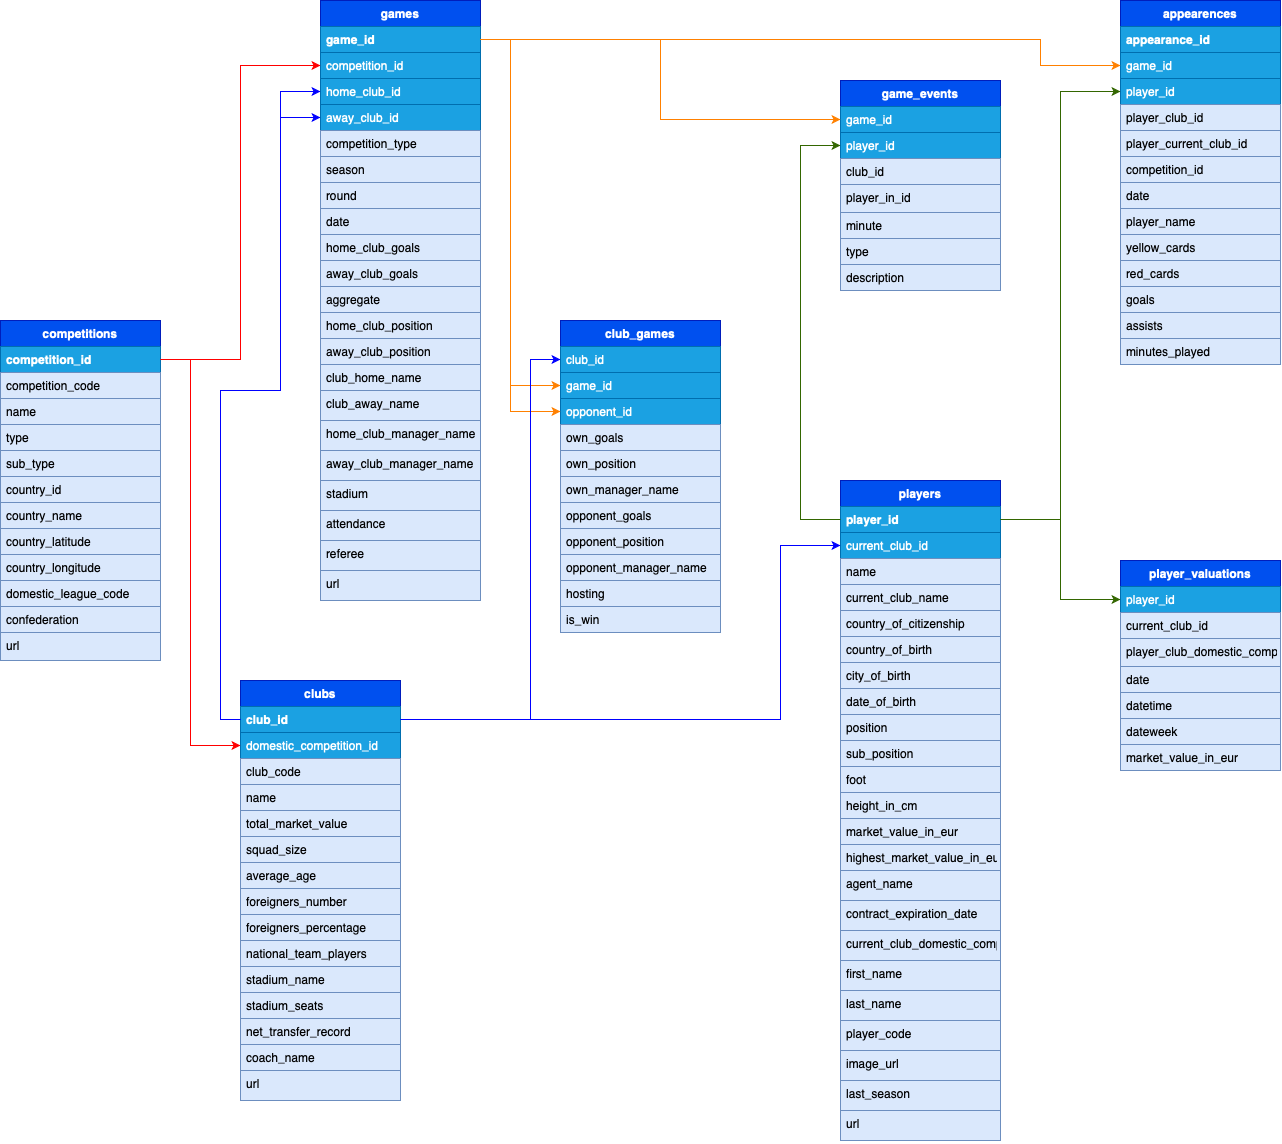 games
game_id
competition_id
home_club_id
away_club_id
competition_type
season
round
date
home_club_goals
away_club_goals
aggregate
home_club_position
away_club_position
club_home_name
club_away_name
home_club_manager_name
away_club_manager_name
stadium
attendance
referee
url
appearences
appearance_id
game_id
player_id
player_club_id
player_current_club_id
competition_id
date
player_name
yellow_cards
red_cards
goals
assists
minutes_played
game_events
game_id
player_id
club_id
player_in_id
minute
type
description
competitions
competition_id
competition_code
name
type
sub_type
country_id
country_name
country_latitude
country_longitude
domestic_league_code
confederation
url
club_games
club_id
game_id
opponent_id
own_goals
own_position
own_manager_name
opponent_goals
opponent_position
opponent_manager_name
hosting
is_win
players
player_id
current_club_id
name
current_club_name
country_of_citizenship
country_of_birth
city_of_birth
date_of_birth
position
sub_position
foot
height_in_cm
market_value_in_eur
highest_market_value_in_eu
agent_name
contract_expiration_date
current_club_domestic_com
first_name
last_name
player_code
image_url
last_season
url
player_valuations
player_id
current_club_id
player_club_domestic_comp
date
datetime
dateweek
market_value_in_eur
clubs
club_id
domestic_competition_id
club_code
name
total_market_value
squad_size
average_age
foreigners_number
foreigners_percentage
national_team_players
stadium_name
stadium_seats
net_transfer_record
coach_name
url